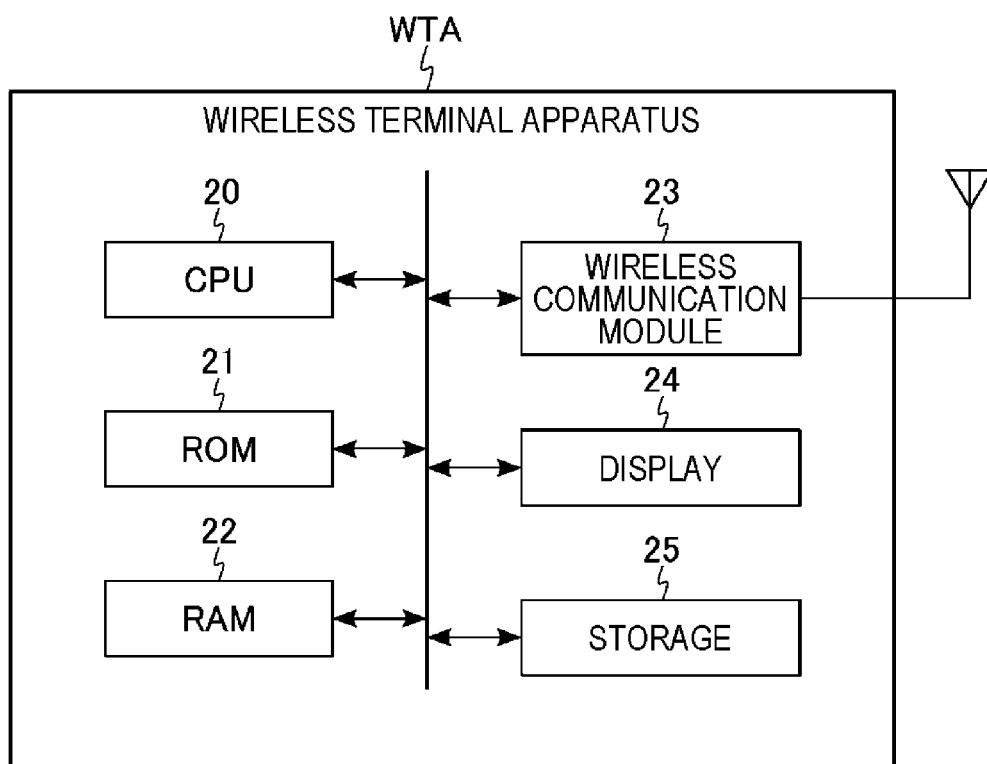 WTA
WIRELESS TERMINAL APPARATUS
20
CPU
21
ROM
22
RAM
23
WIRELESS
COMMUNICATION
MODULE
24
DISPLAY
25
STORAGE